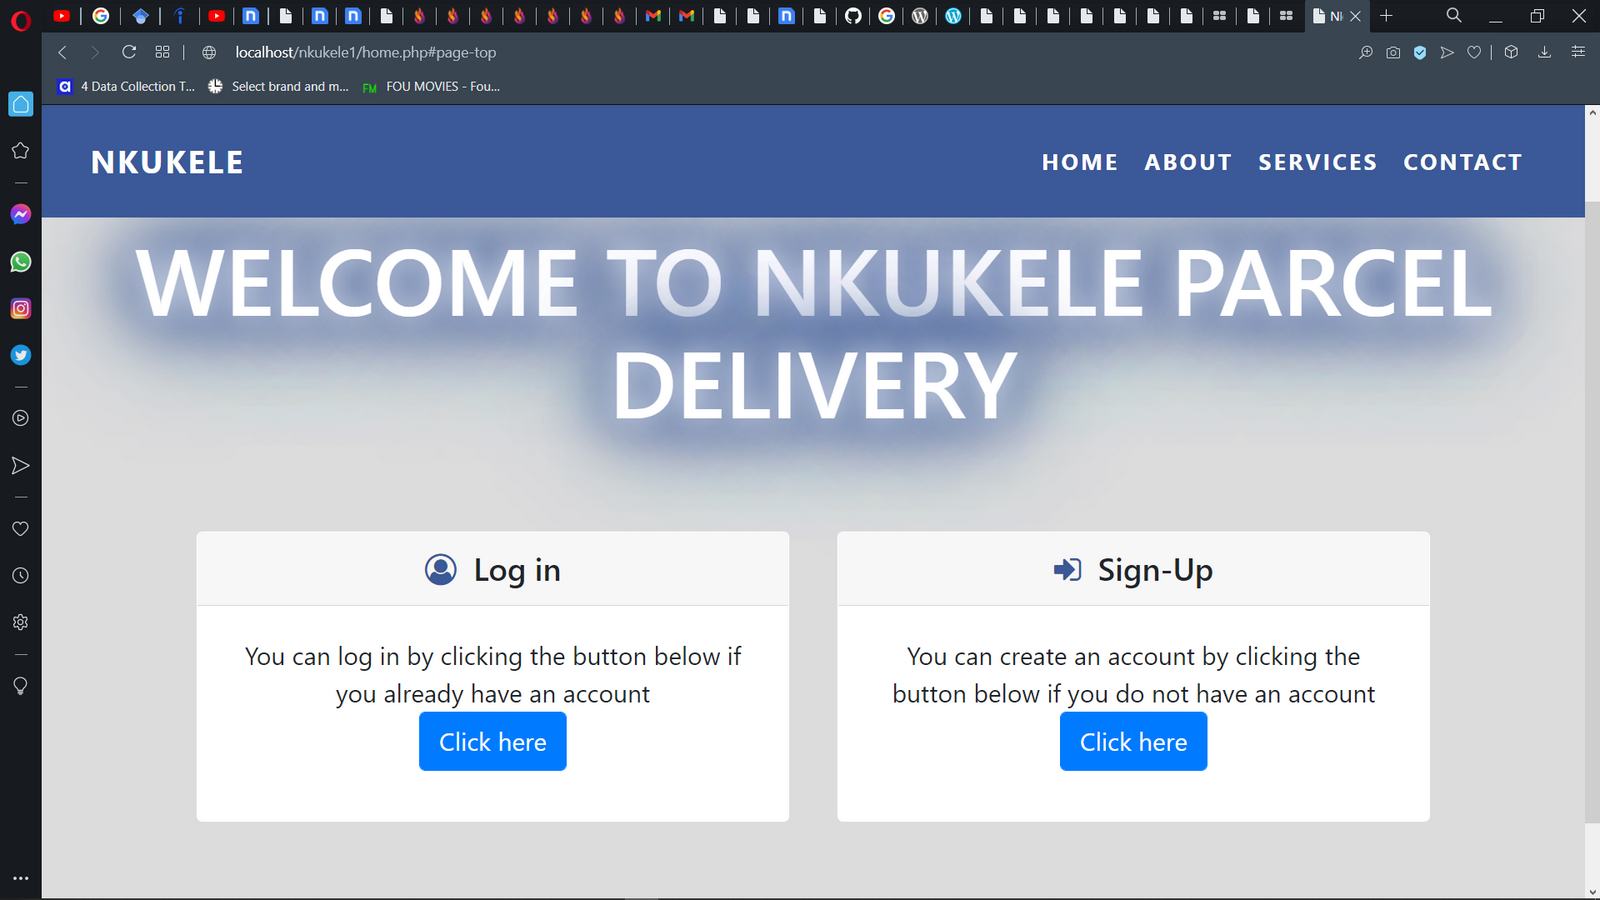 NI
localhost/nkukele1/home.php#page-top
4 Data Collection T...
Select brand and m...
FM
FOU MOVIES - Fou...
NKUKELE
HOME
ABOUT
SERVICES
CONTACT
WELCOME TO NKUKELE PARCEL
DELIVERY
Log in
You can log in by clicking the button below if
you already have an account
Click here
Sign-Up
You can create an account by clicking the
button below if you do not have an account
Click here